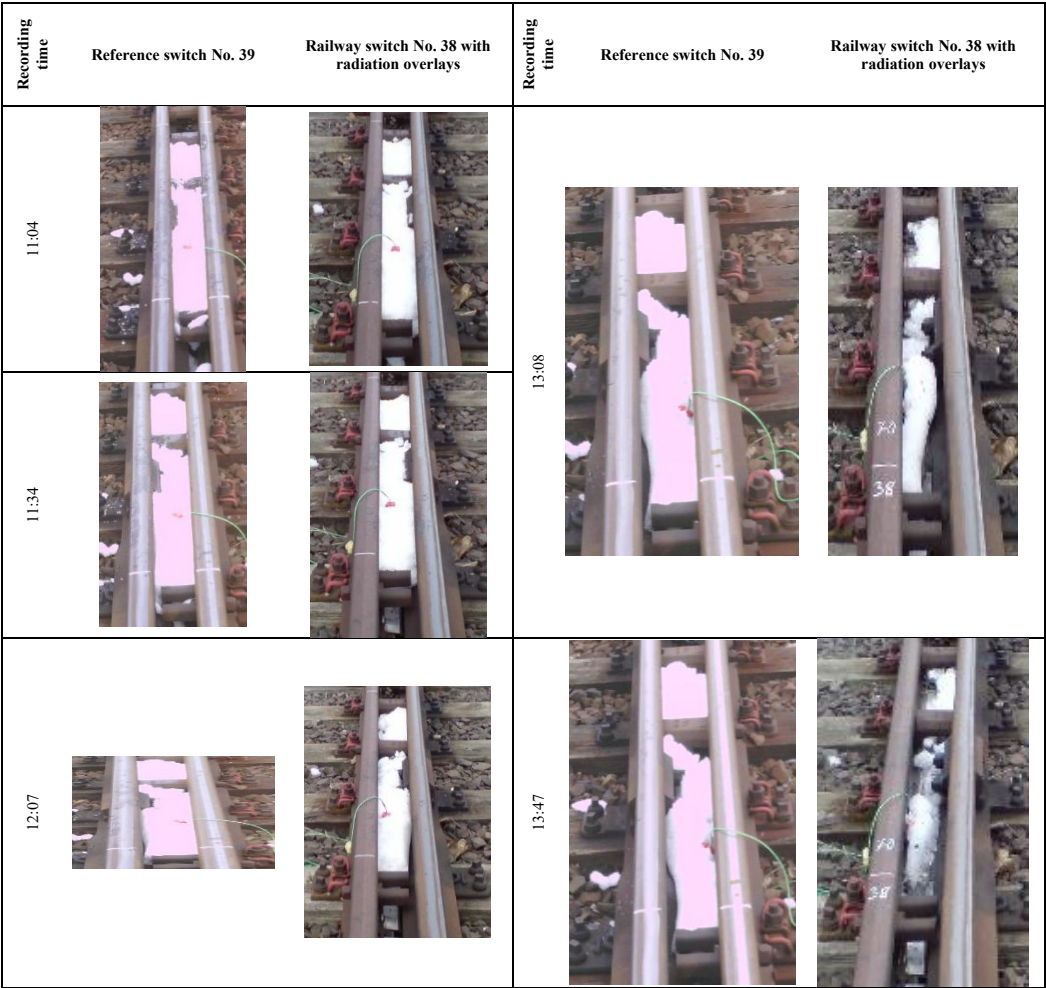 Recording
time
Reference switch No. 39
Railway switch No. 38 with
radiation overlays
Recording
time
Reference switch No. 39
Railway switch No. 38 with
radiation overlays
11:04
11:34
12:07
13:08
38
13:47
38